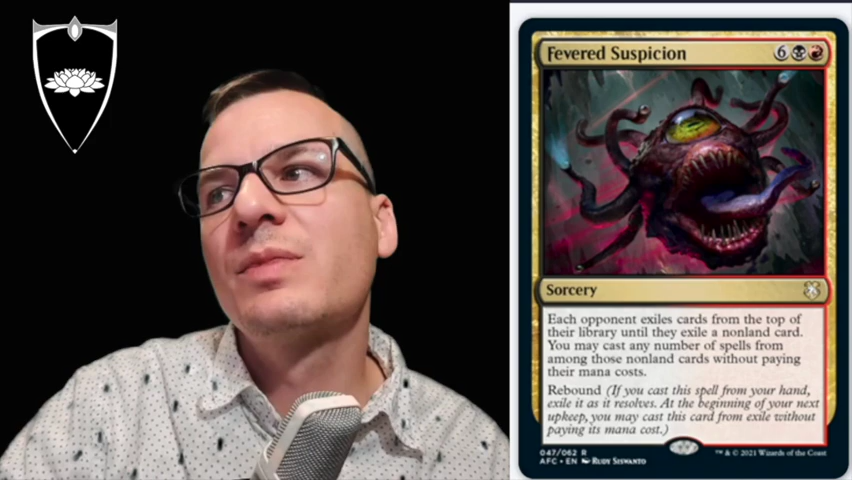 Fevered Suspicion 6
Sorcery
Each opponent exiles cards from the top of
their library until they exile a nonland card.
You may cast any number of spells from
among those nonland cards without paying
their mana costs.
Rebound (If you cast this spell from your hand,
exile it as it resolves. At the beginning of your next
upkeep, you may cast this card from exile without
paying its mana cost.)
047/062 R
AFC • EN Rudy Siswanto
™ & © 2021 Wizards of the Coast